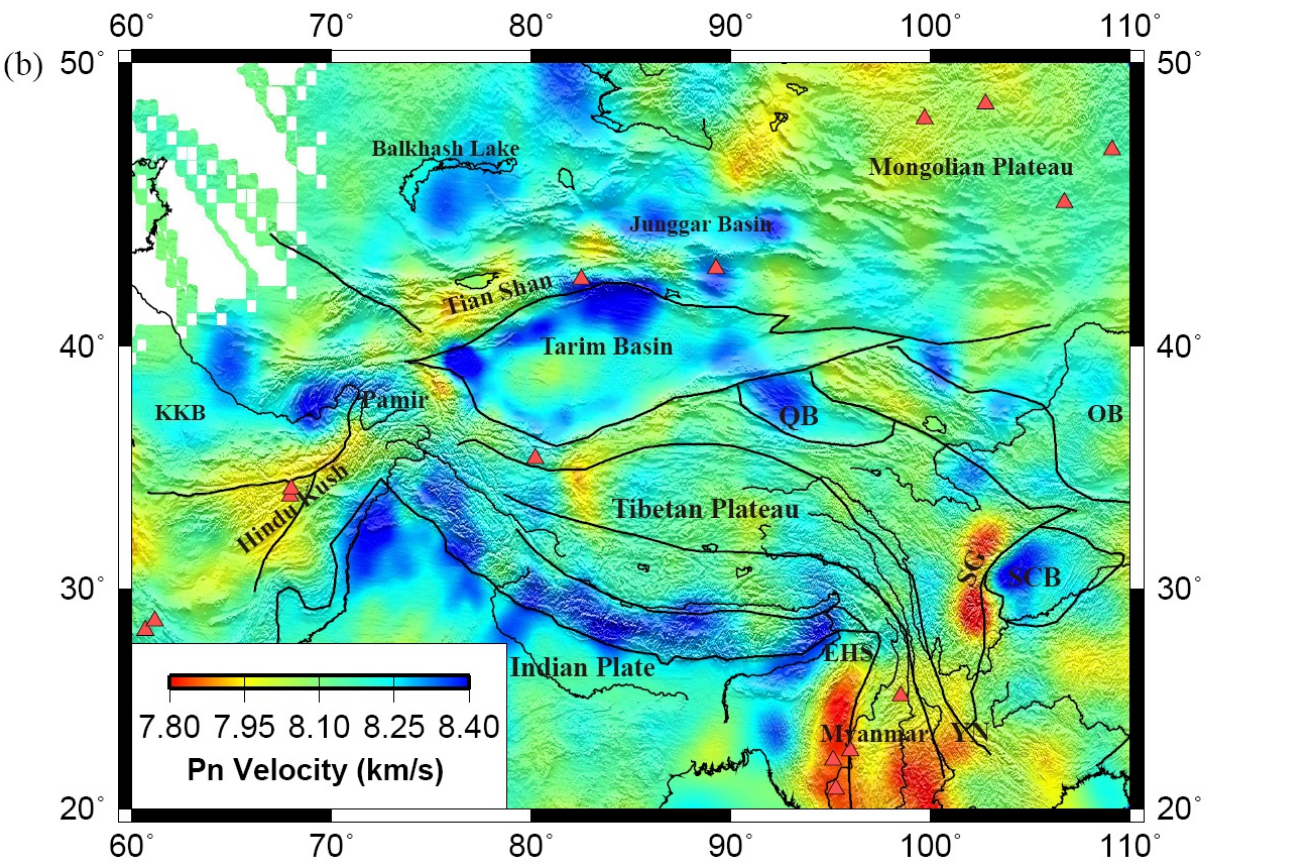 60° 70° 80° 90° 100° 110°
(b) 50° 50°
Balkhash Lake
Mongolian Plateau
Junggar Basin
Tian Shan
40° Tarim Basin 40°
Pamir
KKB QB OB
Hindu Kush
Tibetan Plateau
30° SCB 30°
EHS
Indian Plate
7.80 7.95 8.10 8.25 8.40
Myanmar YN
Pn Velocity (km/s)
20° 20°
60° 70° 80° 90° 100° 110°